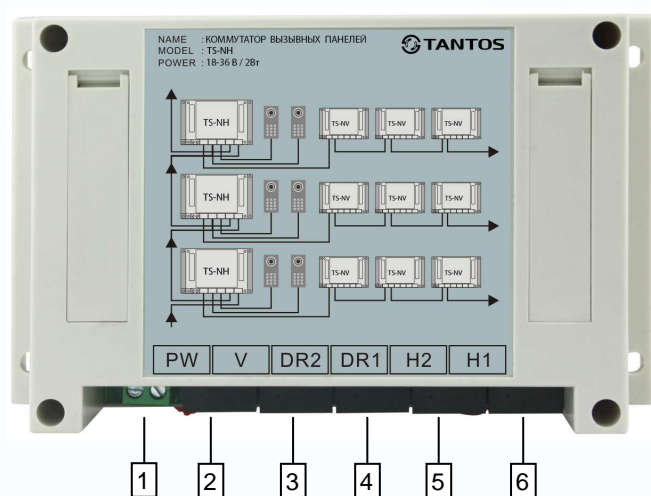 NAME : КОММУТАТОР ВЫЗЫВНЫХ ПАНЕЛЕЙ
MODEL : TS-NH
POWER : 18-36 В / 2Вт
TANTOS
TS-NH TS-NV TS-NV TS-NV
TS-NH TS-NV TS-NV TS-NV
TS-NH TS-NV TS-NV TS-NV
PW V DR2 DR1 H2 H1
1 2 3 4 5 6